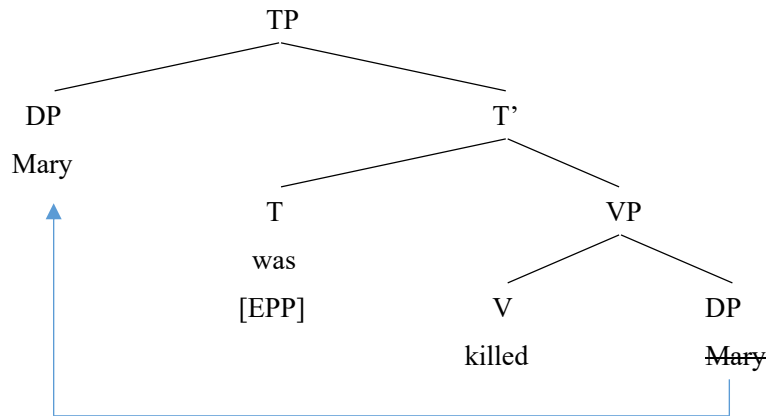 TP
DP T’
Mary
T VP
was
[EPP] V DP
killed Mary